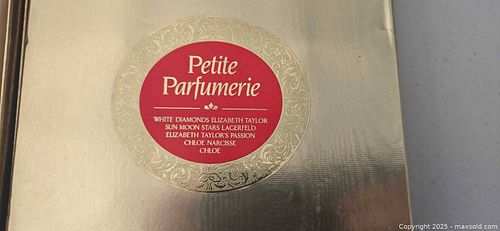 Petite
Parfumerie
WHITE DIAMONDS ELIZABETH TAYLOR
SUN MOON STARS LAGERFELD
ELIZABETH TAYLOR'S PASSION
CHLOE NARCISSE
CHLOE
Copyright © 2025 - maxsold.com